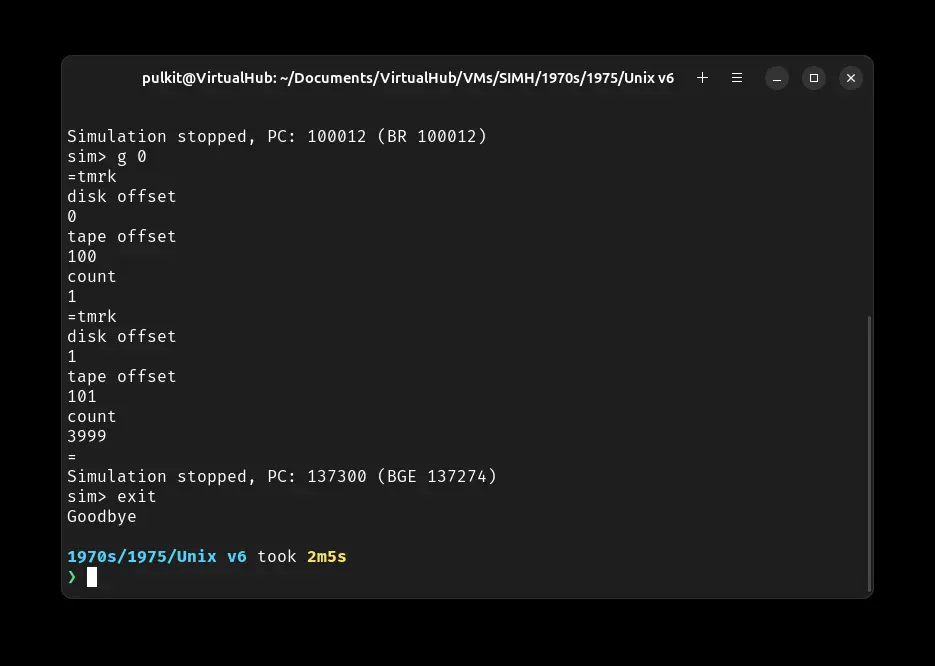 pulkit@VirtualHub: ~/Documents/VirtualHub/VMs/SIMH/1970s/1975/Unix v6
Simulation stopped, PC: 100012 (BR 100012)
sim> g 0
=tmrk
disk offset
0
tape offset
100
count
1
=tmrk
disk offset
1
tape offset
101
count
3999
=
Simulation stopped, PC: 137300 (BGE 137274)
sim> exit
Goodbye
1970s/1975/Unix v6 took 2m5s
❯